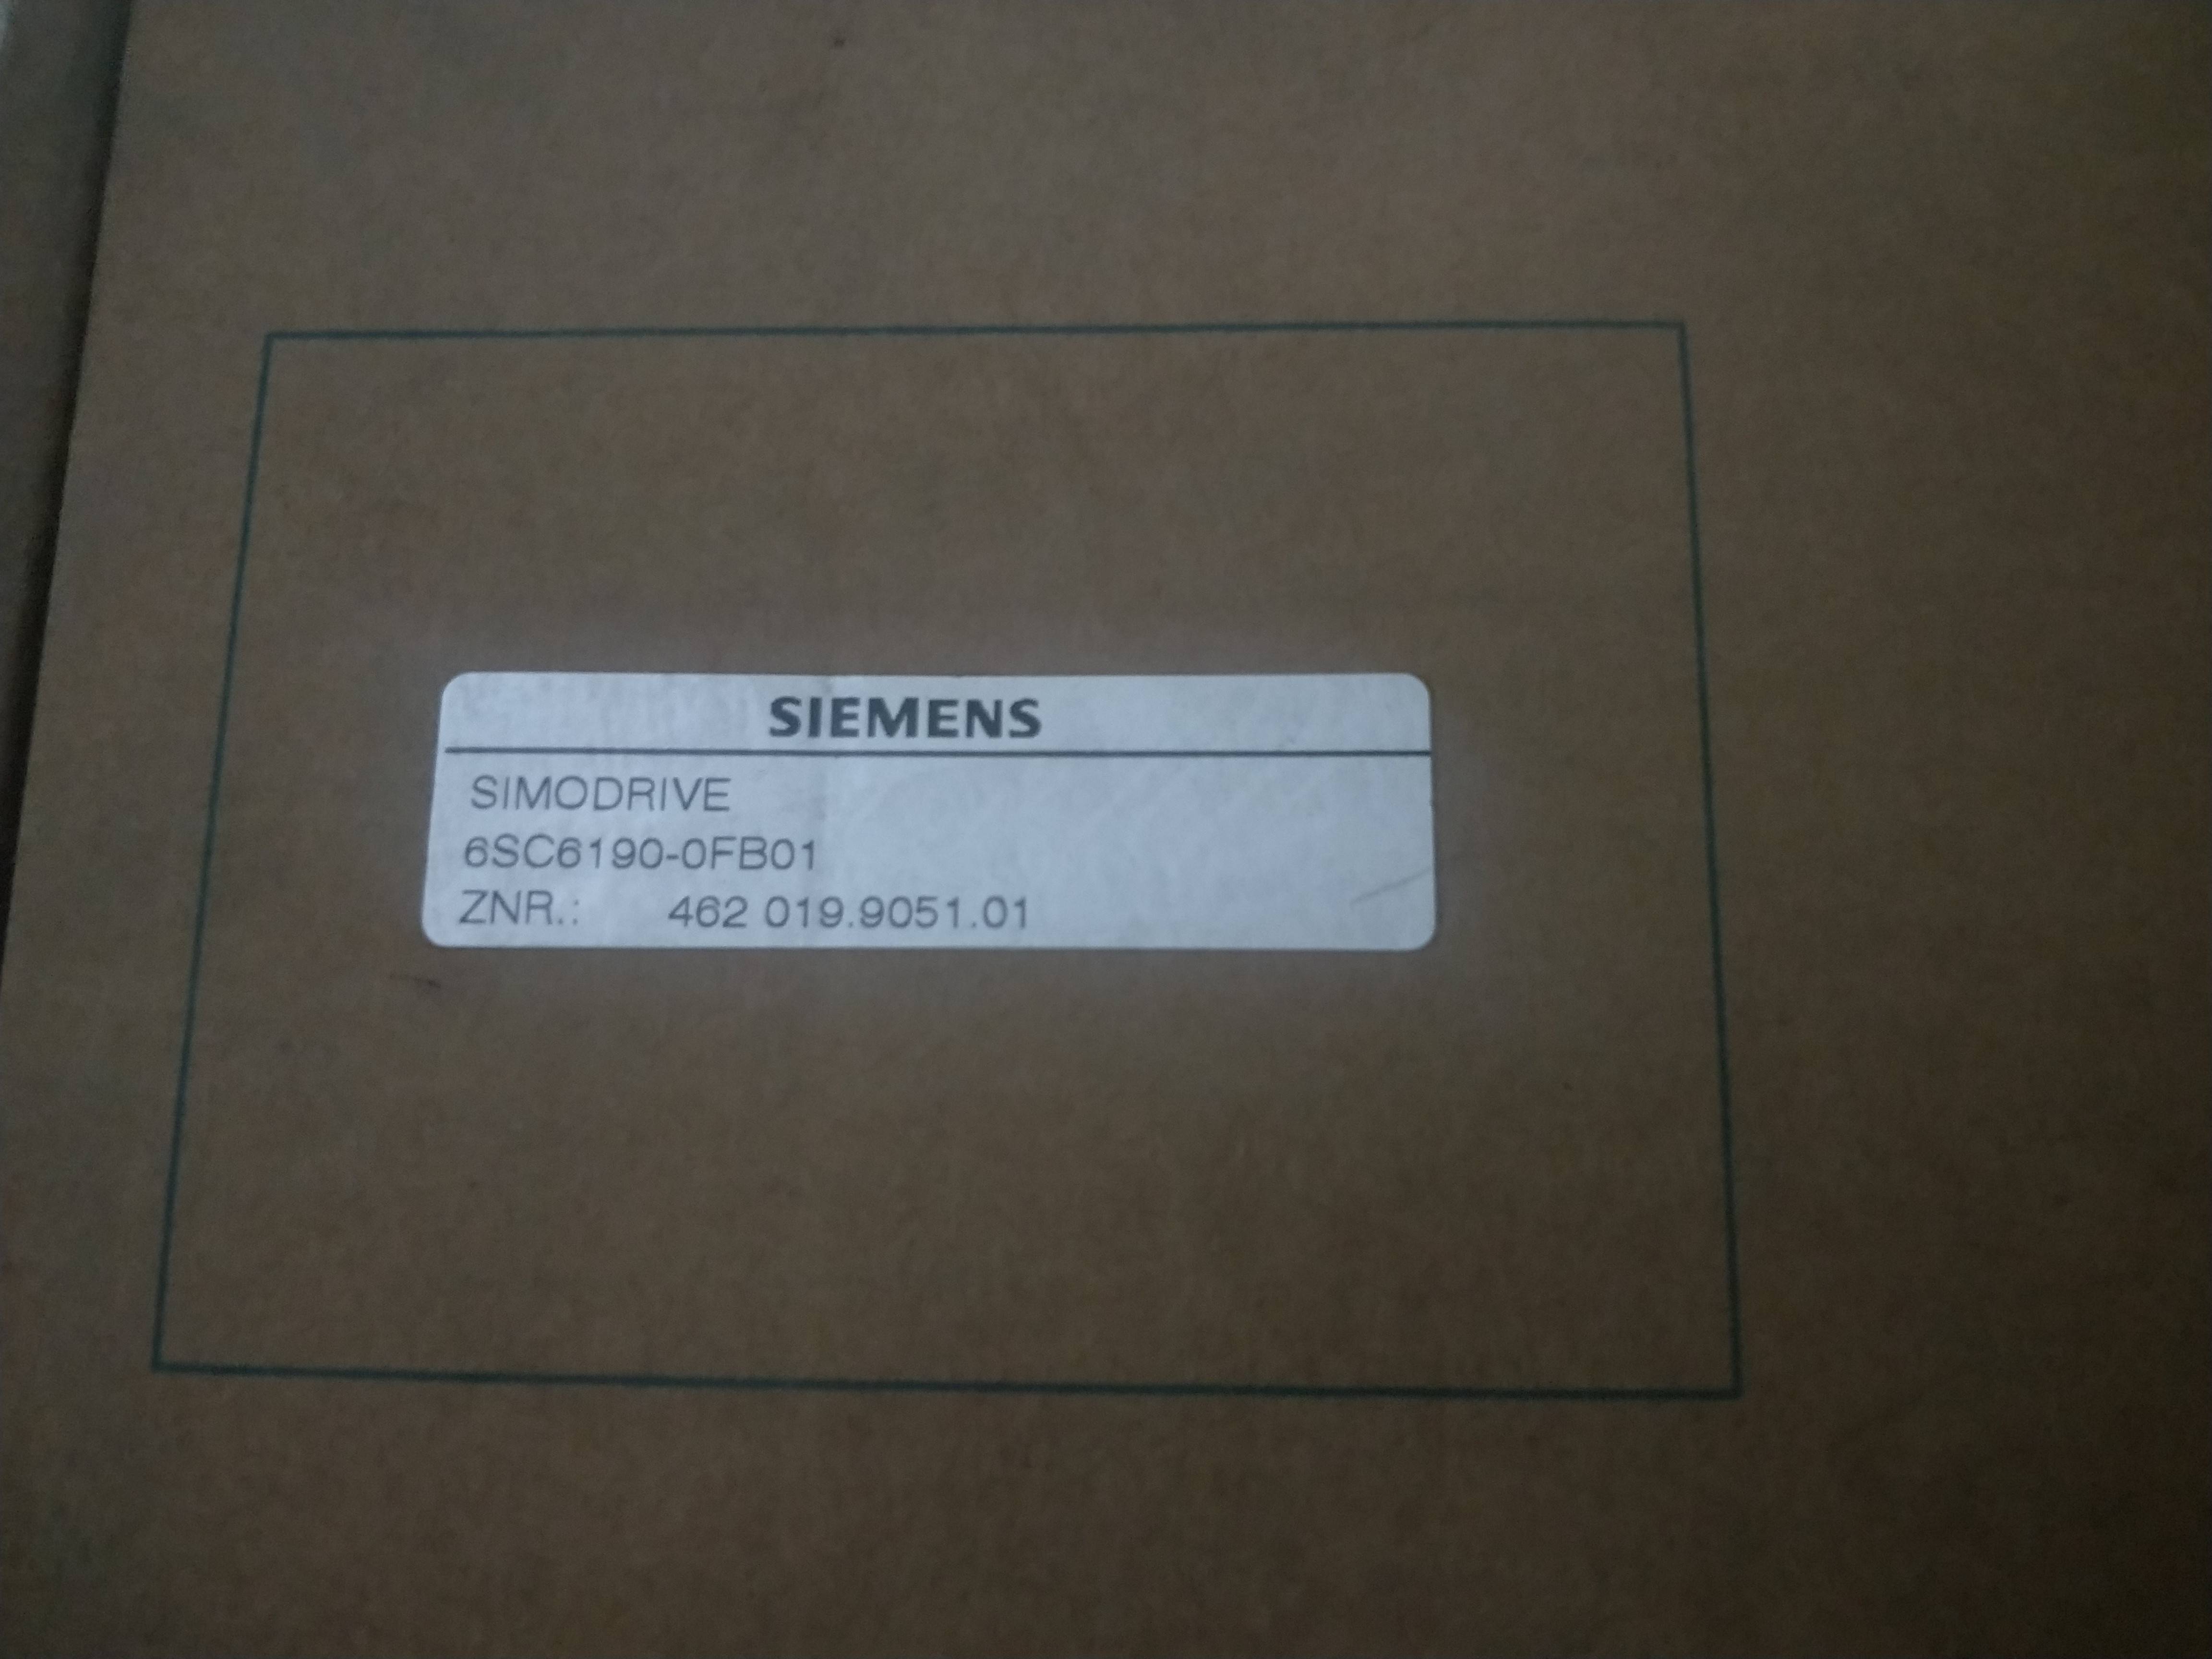 SIEMENS
SIMODRIVE
6SC6190-0FB01
ZNR.: 462 019.9051.01